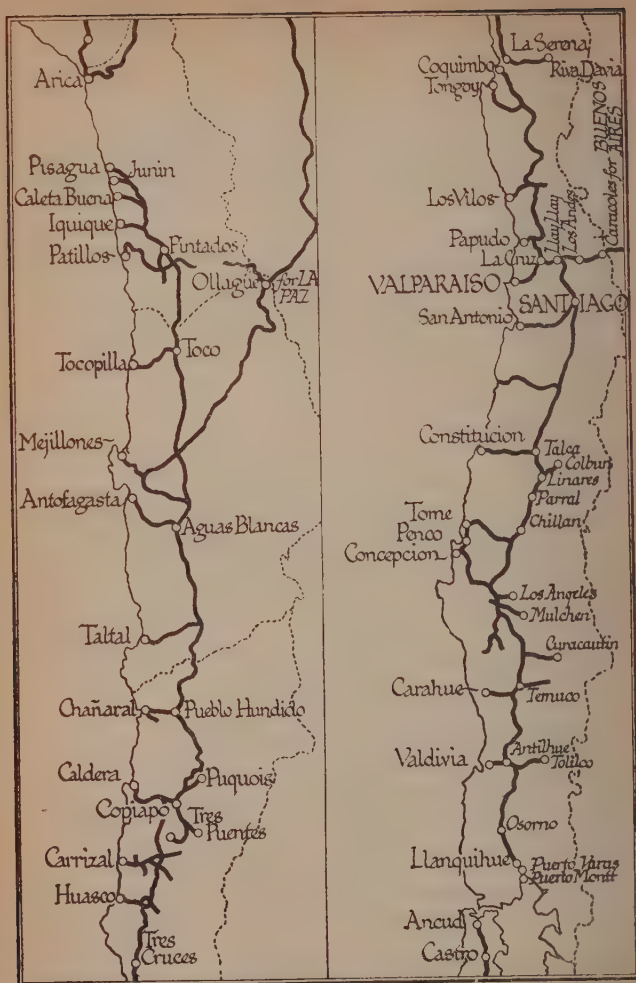 Arica
Pisagua
Junin
Caleta Buena
Iquique
Pintados
Patillos
Ollague
for LA
PAZ
Toco
Tocopilla
Mejillones
Antofagasta
Aguas Blancas
Taltal
Chañaral
Pueblo Hundido
Caldera
Puquois
Copiapo
Tres
Puentes
Carrizal
Huasco
Tres
Cruces
La Serena
Coquimbo
Riva Davia
Tongoy
BUENOS
AIRES
Caracoles for
Los Vilos
Llay Llay
Los Andes
Papudo
La Cruz
VALPARAISO
SANTIAGO
San Antonio
Constitucion
Talca
Colbun
Linares
Parral
Tome
Penco
Chillan
Concepcion
Los Angeles
Mulchen
Curacautin
Carahue
Temuco
Antilhue
Valdivia
Tolilco
Osorno
Llanquihue
Puerto Varas
Puerto Montt
Ancud
Castro